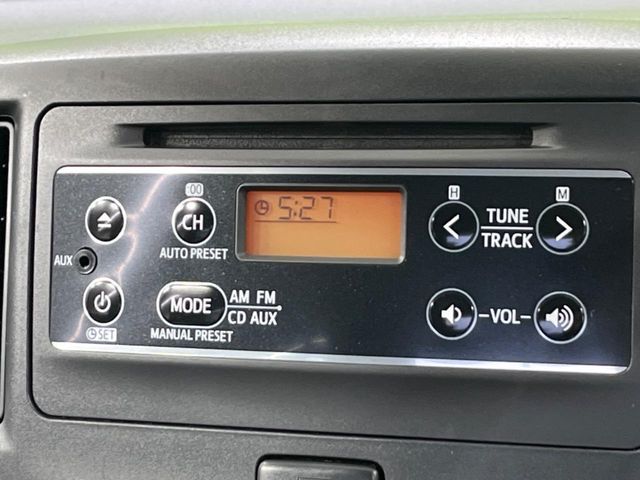 :00
H
M
CH
5:27
TUNE
TRACK
AUTO PRESET
AUX
MODE
AM FM
CD AUX
MANUAL PRESET
SET
VOL